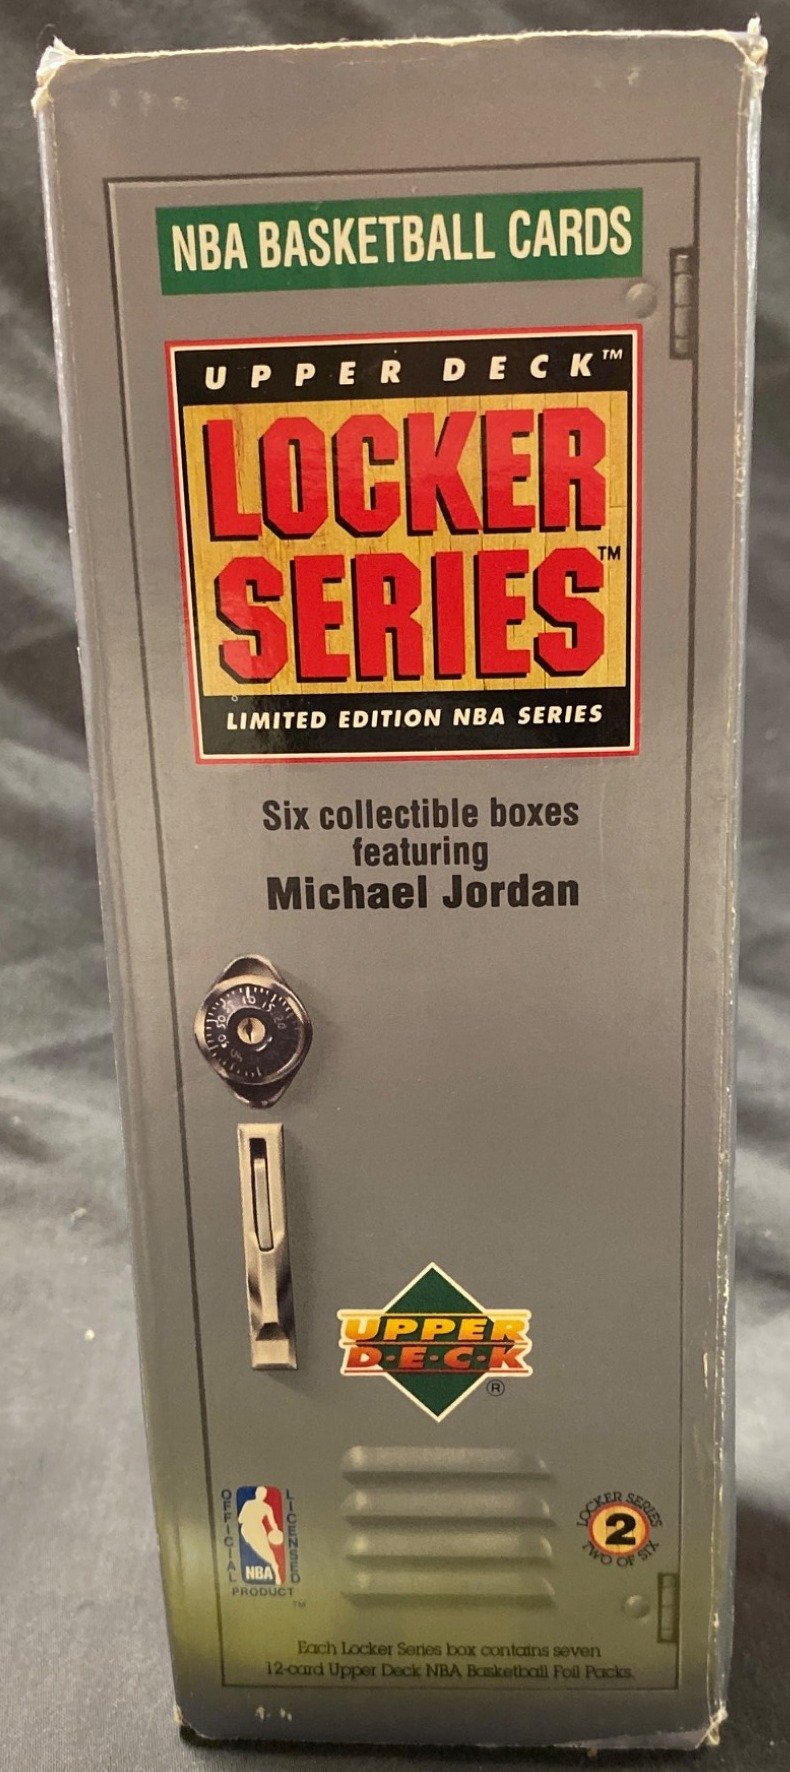 NBA BASKETBALL CARDS
UPPER DECK™
LOCKER
SERIES™
LIMITED EDITION NBA SERIES
Six collectible boxes
featuring
Michael Jordan
UPPER
D·E·C·K
®
OFFICIAL
LICENSED
NBA
PRODUCT
TM
LOCKER SERIES
2
TWO OF SIX
Each Locker Series box contains seven
12-card Upper Deck NBA Basketball Foil Packs.